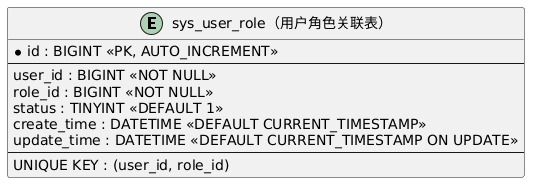 E sys_user_role（用户角色关联表）
id : BIGINT «PK, AUTO_INCREMENT»
user_id : BIGINT «NOT NULL»
role_id : BIGINT «NOT NULL»
status : TINYINT «DEFAULT 1»
create_time : DATETIME «DEFAULT CURRENT_TIMESTAMP»
update_time : DATETIME «DEFAULT CURRENT_TIMESTAMP ON UPDATE»
UNIQUE KEY : (user_id, role_id)